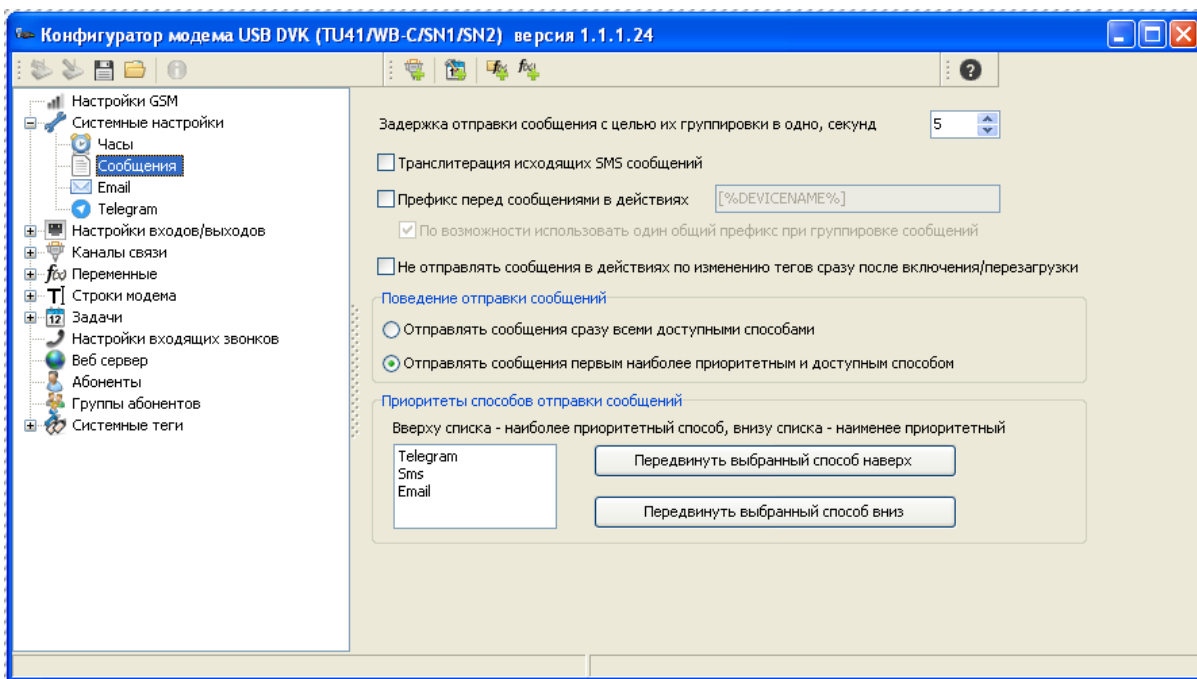 Конфигуратор модема USB DVK (TU41/WB-C/SN1/SN2) версия 1.1.1.24
Настройки GSM
Системные настройки
Часы
Сообщения
Email
Telegram
Настройки входов/выходов
Каналы связи
f(x) Переменные
Строки модема
12 Задачи
Настройки входящих звонков
Веб сервер
Абоненты
Группы абонентов
Системные теги
Задержка отправки сообщения с целью их группировки в одно, секунд 5
Транслитерация исходящих SMS сообщений
Префикс перед сообщениями в действиях [%DEVICENAME%]
По возможности использовать один общий префикс при группировке сообщений
Не отправлять сообщения в действиях по изменению тегов сразу после включения/перезагрузки
Поведение отправки сообщений
Отправлять сообщения сразу всеми доступными способами
Отправлять сообщения первым наиболее приоритетным и доступным способом
Приоритеты способов отправки сообщений
Вверху списка - наиболее приоритетный способ, внизу списка - наименее приоритетный
Telegram
Sms
Email
Передвинуть выбранный способ наверх
Передвинуть выбранный способ вниз